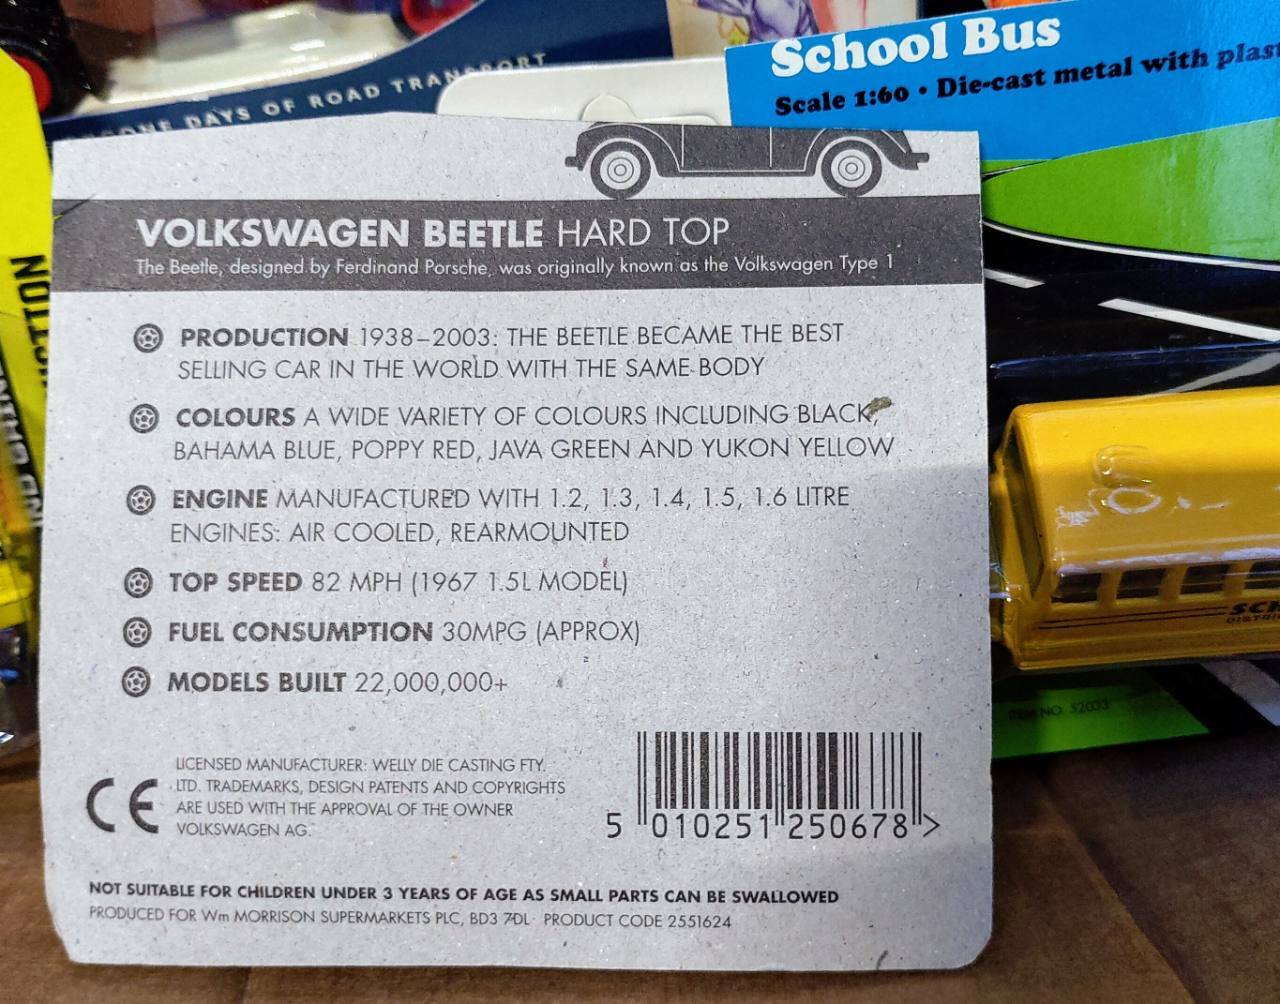 DAYS OF ROAD TRANSPORT
School Bus
Scale 1:60 • Die-cast metal with
VOLKSWAGEN BEETLE HARD TOP
The Beetle, designed by Ferdinand Porsche, was originally known as the Volkswagen Type 1
PRODUCTION 1938–2003: THE BEETLE BECAME THE BEST
SELLING CAR IN THE WORLD WITH THE SAME BODY
COLOURS A WIDE VARIETY OF COLOURS INCLUDING BLACK,
BAHAMA BLUE, POPPY RED, JAVA GREEN AND YUKON YELLOW
ENGINE MANUFACTURED WITH 1.2, 1.3, 1.4, 1.5, 1.6 LITRE
ENGINES: AIR COOLED, REARMOUNTED
TOP SPEED 82 MPH (1967 1.5L MODEL)
FUEL CONSUMPTION 30MPG (APPROX)
MODELS BUILT 22,000,000+
CE
LICENSED MANUFACTURER: WELLY DIE CASTING FTY.
LTD. TRADEMARKS, DESIGN PATENTS AND COPYRIGHTS
ARE USED WITH THE APPROVAL OF THE OWNER
VOLKSWAGEN AG.
5 010251 250678 >
NOT SUITABLE FOR CHILDREN UNDER 3 YEARS OF AGE AS SMALL PARTS CAN BE SWALLOWED
PRODUCED FOR Wm MORRISON SUPERMARKETS PLC, BD3 7DL PRODUCT CODE 2551624
ITEM NO. 52033